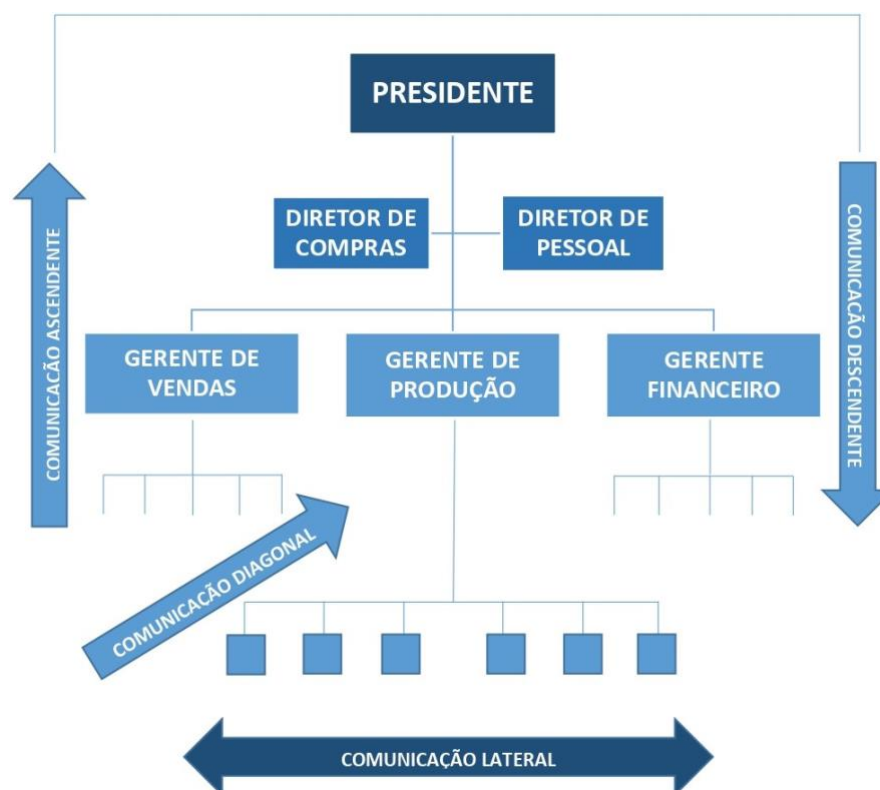 PRESIDENTE
DIRETOR DE
COMPRAS
DIRETOR DE
PESSOAL
COMUNICAÇÃO ASCENDENTE
COMUNICAÇÃO DESCENDENTE
GERENTE DE
VENDAS
GERENTE DE
PRODUÇÃO
GERENTE
FINANCEIRO
COMUNICAÇÃO DIAGONAL
COMUNICAÇÃO LATERAL